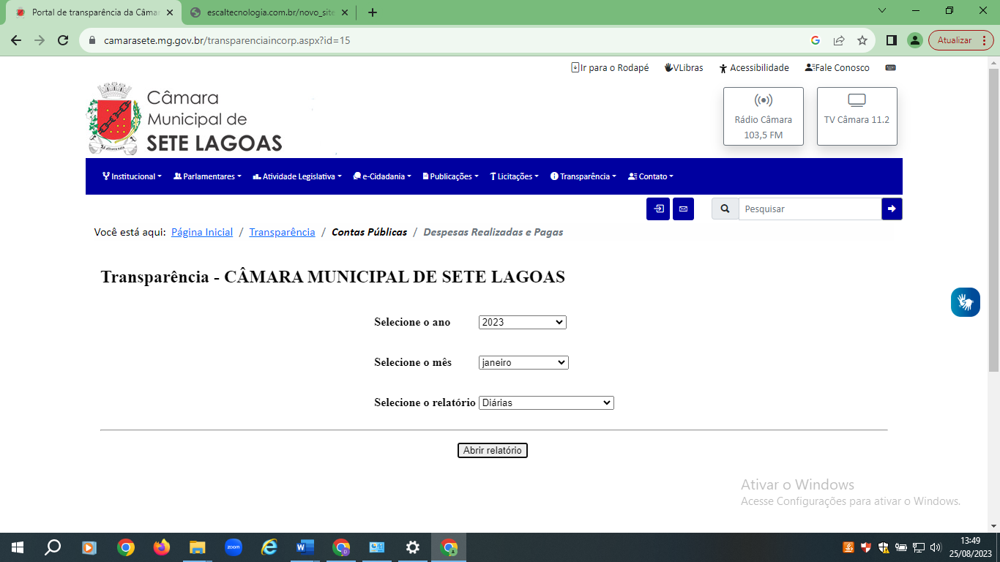 Portal de transparência da Câmar
escaltecnologia.com.br/novo_site
camarasete.mg.gov.br/transparenciaincorp.aspx?id=15
Atualizar
Ir para o Rodapé VLibras Acessibilidade Fale Conosco
Câmara
Municipal de
SETE LAGOAS
Rádio Câmara
103,5 FM
TV Câmara 11.2
Institucional Parlamentares Atividade Legislativa e-Cidadania Publicações Licitações Transparência Contato
Pesquisar
Você está aqui: Página Inicial / Transparência / Contas Públicas / Despesas Realizadas e Pagas
Transparência - CÂMARA MUNICIPAL DE SETE LAGOAS
Selecione o ano 2023
Selecione o mês janeiro
Selecione o relatório Diárias
Abrir relatório
Ativar o Windows
Acesse Configurações para ativar o Windows.
zoom
13:49
25/08/2023